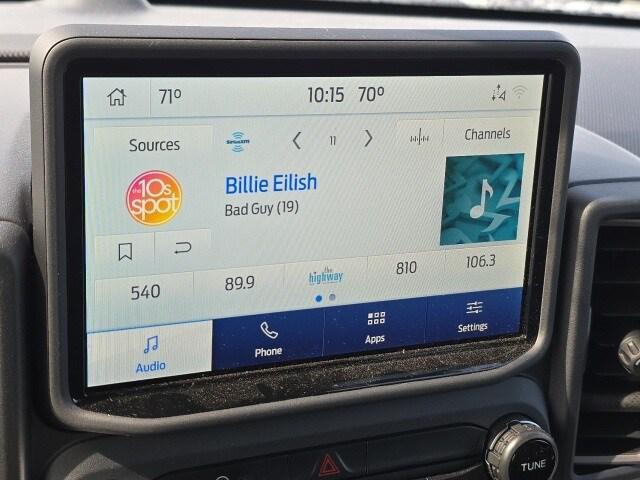 71° 10:15 70°
Sources
SiriusXM
11
Channels
the 10s spot
Billie Eilish
Bad Guy (19)
540
89.9
the highway
810
106.3
Audio
Phone
Apps
Settings
TUNE